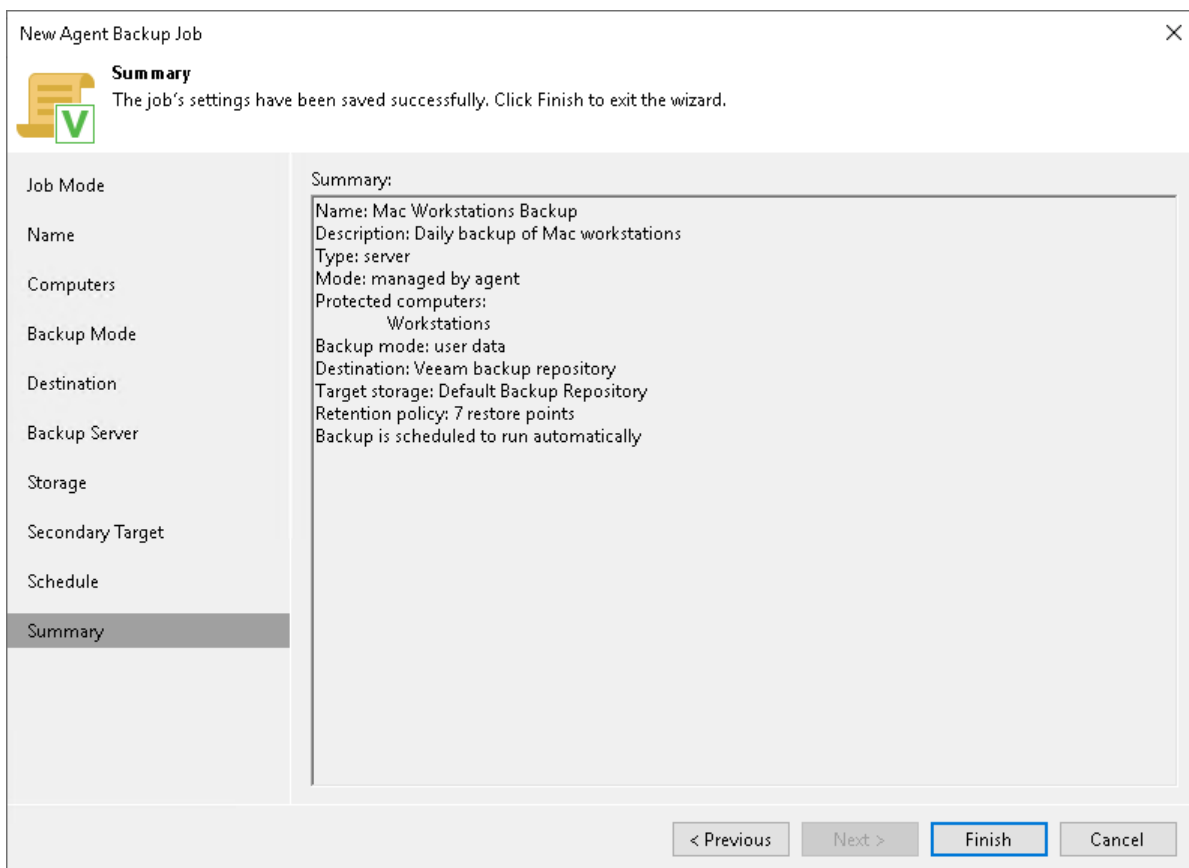 New Agent Backup Job
Summary
The job's settings have been saved successfully. Click Finish to exit the wizard.
V
Job Mode
Name
Computers
Backup Mode
Destination
Backup Server
Storage
Secondary Target
Schedule
Summary
Summary:
Name: Mac Workstations Backup
Description: Daily backup of Mac workstations
Type: server
Mode: managed by agent
Protected computers:
Workstations
Backup mode: user data
Destination: Veeam backup repository
Target storage: Default Backup Repository
Retention policy: 7 restore points
Backup is scheduled to run automatically
< Previous
Next >
Finish
Cancel